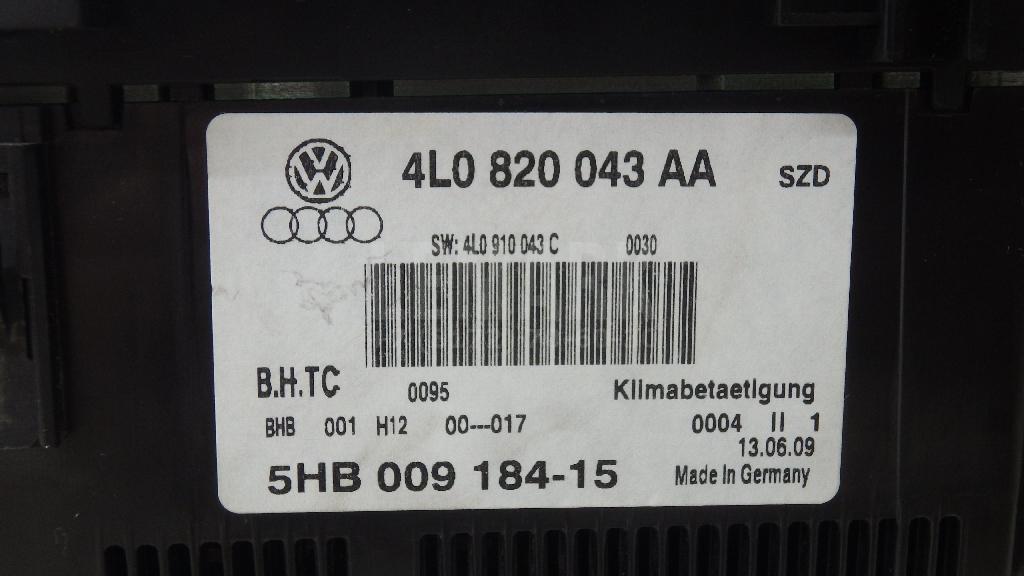 4L0 820 043 AA SZD
SW: 4L0 910 043 C 0030
B.H.TC 0095 Klimabetaetigung
BHB 001 H12 00---017 0004 II 1
13.06.09
5HB 009 184-15 Made In Germany